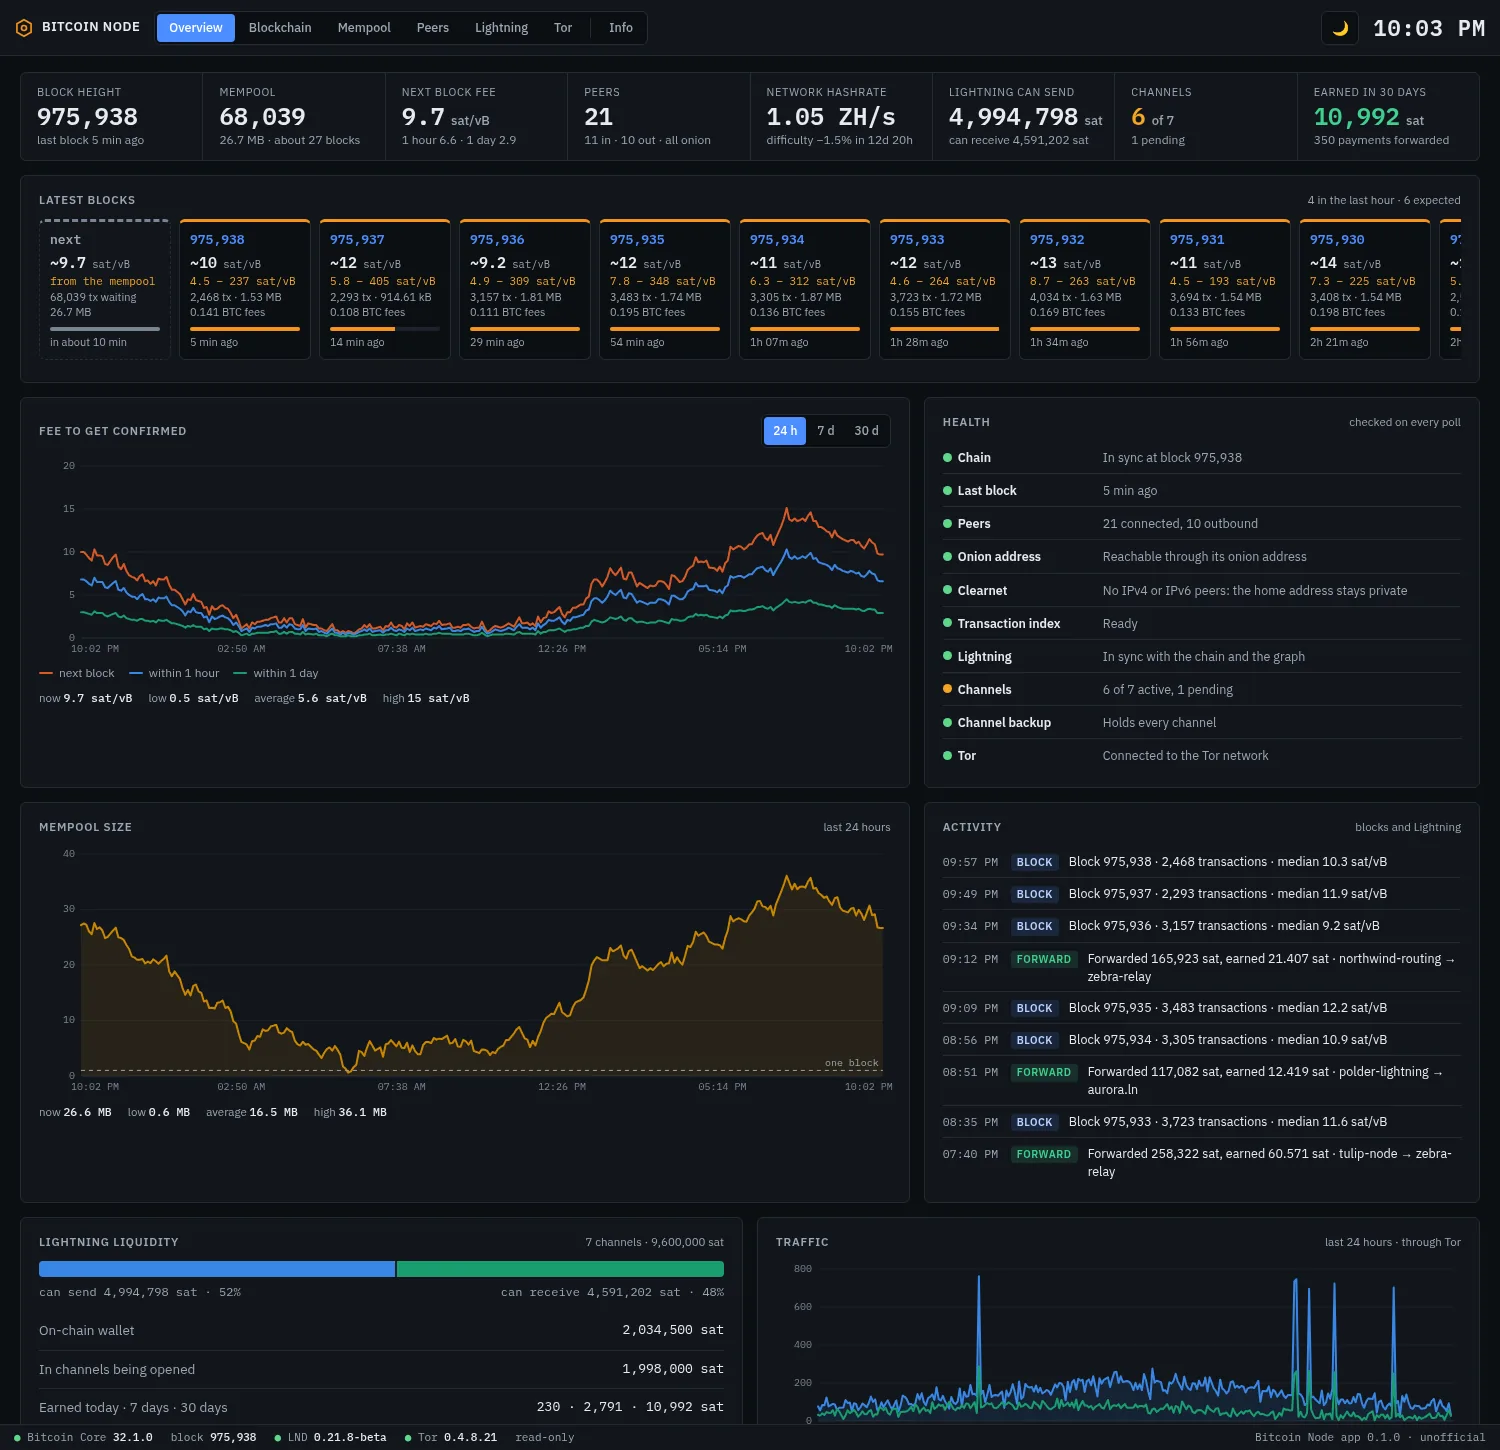 BITCOIN NODE Overview Blockchain Mempool Peers Lightning Tor Info 10:03 PM
BLOCK HEIGHT
975,938
last block 5 min ago
MEMPOOL
68,039
26.7 MB · about 27 blocks
NEXT BLOCK FEE
9.7 sat/vB
1 hour 6.6 · 1 day 2.9
PEERS
21
11 in · 10 out · all onion
NETWORK HASHRATE
1.05 ZH/s
difficulty −1.5% in 12d 20h
LIGHTNING CAN SEND
4,994,798 sat
can receive 4,591,202 sat
CHANNELS
6 of 7
1 pending
EARNED IN 30 DAYS
10,992 sat
350 payments forwarded
LATEST BLOCKS
4 in the last hour · 6 expected
next
~9.7 sat/vB
from the mempool
68,039 tx waiting
26.7 MB
in about 10 min
975,938
~10 sat/vB
4.5 – 237 sat/vB
2,468 tx · 1.53 MB
0.141 BTC fees
5 min ago
975,937
~12 sat/vB
5.8 – 405 sat/vB
2,293 tx · 914.61 kB
0.108 BTC fees
14 min ago
975,936
~9.2 sat/vB
4.9 – 309 sat/vB
3,157 tx · 1.81 MB
0.111 BTC fees
29 min ago
975,935
~12 sat/vB
7.8 – 348 sat/vB
3,483 tx · 1.74 MB
0.195 BTC fees
54 min ago
975,934
~11 sat/vB
6.3 – 312 sat/vB
3,305 tx · 1.87 MB
0.136 BTC fees
1h 07m ago
975,933
~12 sat/vB
4.6 – 264 sat/vB
3,723 tx · 1.72 MB
0.155 BTC fees
1h 28m ago
975,932
~13 sat/vB
8.7 – 263 sat/vB
4,034 tx · 1.63 MB
0.169 BTC fees
1h 34m ago
975,931
~11 sat/vB
4.5 – 193 sat/vB
3,694 tx · 1.54 MB
0.133 BTC fees
1h 56m ago
975,930
~14 sat/vB
7.3 – 225 sat/vB
3,408 tx · 1.54 MB
0.198 BTC fees
2h 21m ago
FEE TO GET CONFIRMED
24 h 7 d 30 d
20
15
10
5
0
10:02 PM 02:50 AM 07:38 AM 12:26 PM 05:14 PM 10:02 PM
next block within 1 hour within 1 day
now 9.7 sat/vB low 0.5 sat/vB average 5.6 sat/vB high 15 sat/vB
HEALTH
checked on every poll
Chain In sync at block 975,938
Last block 5 min ago
Peers 21 connected, 10 outbound
Onion address Reachable through its onion address
Clearnet No IPv4 or IPv6 peers: the home address stays private
Transaction index Ready
Lightning In sync with the chain and the graph
Channels 6 of 7 active, 1 pending
Channel backup Holds every channel
Tor Connected to the Tor network
MEMPOOL SIZE
last 24 hours
40
30
20
10
0
one block
10:02 PM 02:50 AM 07:38 AM 12:26 PM 05:14 PM 10:02 PM
now 26.6 MB low 0.6 MB average 16.5 MB high 36.1 MB
ACTIVITY
blocks and Lightning
09:57 PM BLOCK Block 975,938 · 2,468 transactions · median 10.3 sat/vB
09:49 PM BLOCK Block 975,937 · 2,293 transactions · median 11.9 sat/vB
09:34 PM BLOCK Block 975,936 · 3,157 transactions · median 9.2 sat/vB
09:12 PM FORWARD Forwarded 165,923 sat, earned 21.407 sat · northwind-routing →
zebra-relay
09:09 PM BLOCK Block 975,935 · 3,483 transactions · median 12.2 sat/vB
08:56 PM BLOCK Block 975,934 · 3,305 transactions · median 10.9 sat/vB
08:51 PM FORWARD Forwarded 117,082 sat, earned 12.419 sat · polder-lightning →
aurora.ln
08:35 PM BLOCK Block 975,933 · 3,723 transactions · median 11.6 sat/vB
07:40 PM FORWARD Forwarded 258,322 sat, earned 60.571 sat · tulip-node → zebra-
relay
LIGHTNING LIQUIDITY
7 channels · 9,600,000 sat
can send 4,994,798 sat · 52% can receive 4,591,202 sat · 48%
On-chain wallet 2,034,500 sat
In channels being opened 1,998,000 sat
Earned today · 7 days · 30 days 230 · 2,791 · 10,992 sat
TRAFFIC
last 24 hours · through Tor
800
600
400
200
0
Bitcoin Core 32.1.0 block 975,938 LND 0.21.8-beta Tor 0.4.8.21 read-only Bitcoin Node app 0.1.0 · unofficial